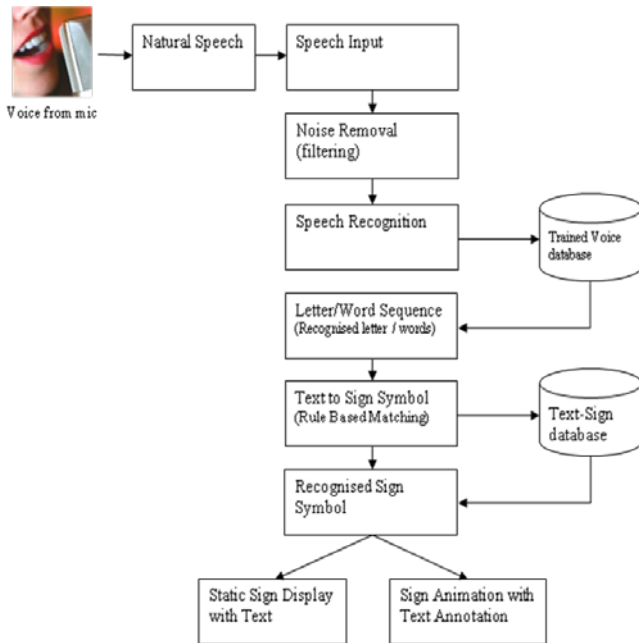 Voice from mic
Natural Speech
Speech Input
Noise Removal
(filtering)
Speech Recognition
Trained Voice
database
Letter/Word Sequence
(Recognised letter / words)
Text to Sign Symbol
(Rule Based Matching)
Text-Sign
database
Recognised Sign
Symbol
Static Sign Display
with Text
Sign Animation with
Text Annotation